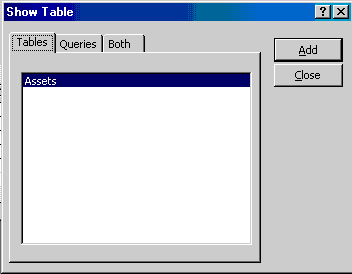 Show Table
Tables Queries Both
Add
Close
Assets